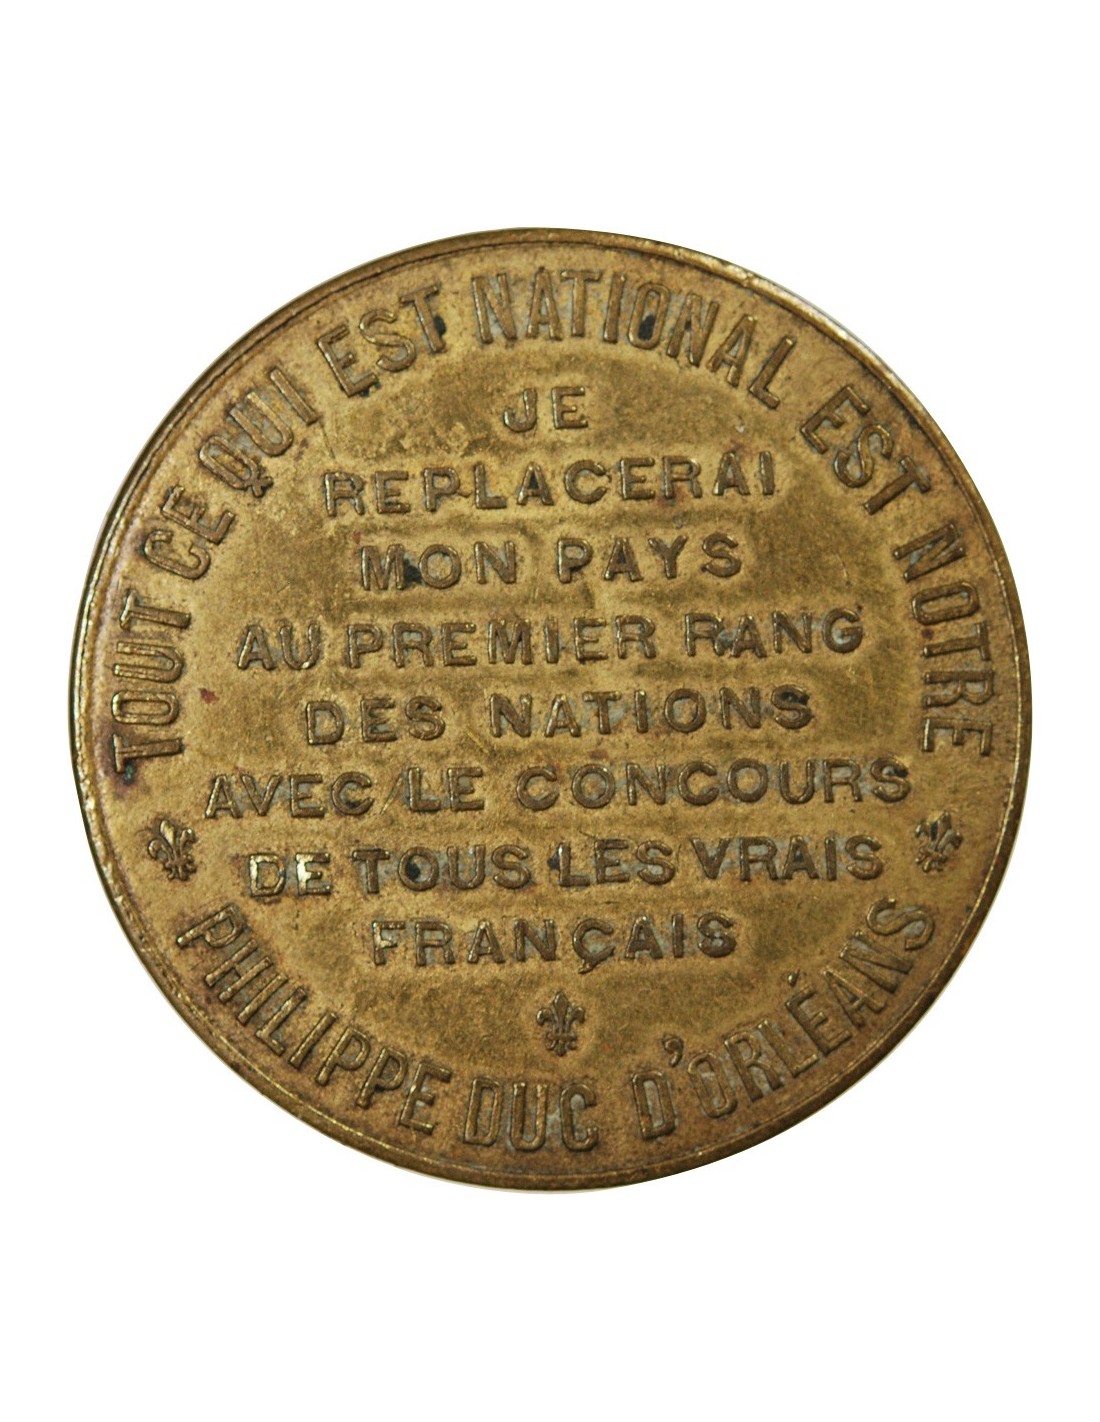 TOUT CE QUI EST NATIONAL EST NOTRE
JE
REPLACERAI
MON PAYS
AU PREMIER RANG
DES NATIONS
AVEC LE CONCOURS
DE TOUS LES VRAIS
FRANÇAIS
PHILIPPE DUC D'ORLÉANS